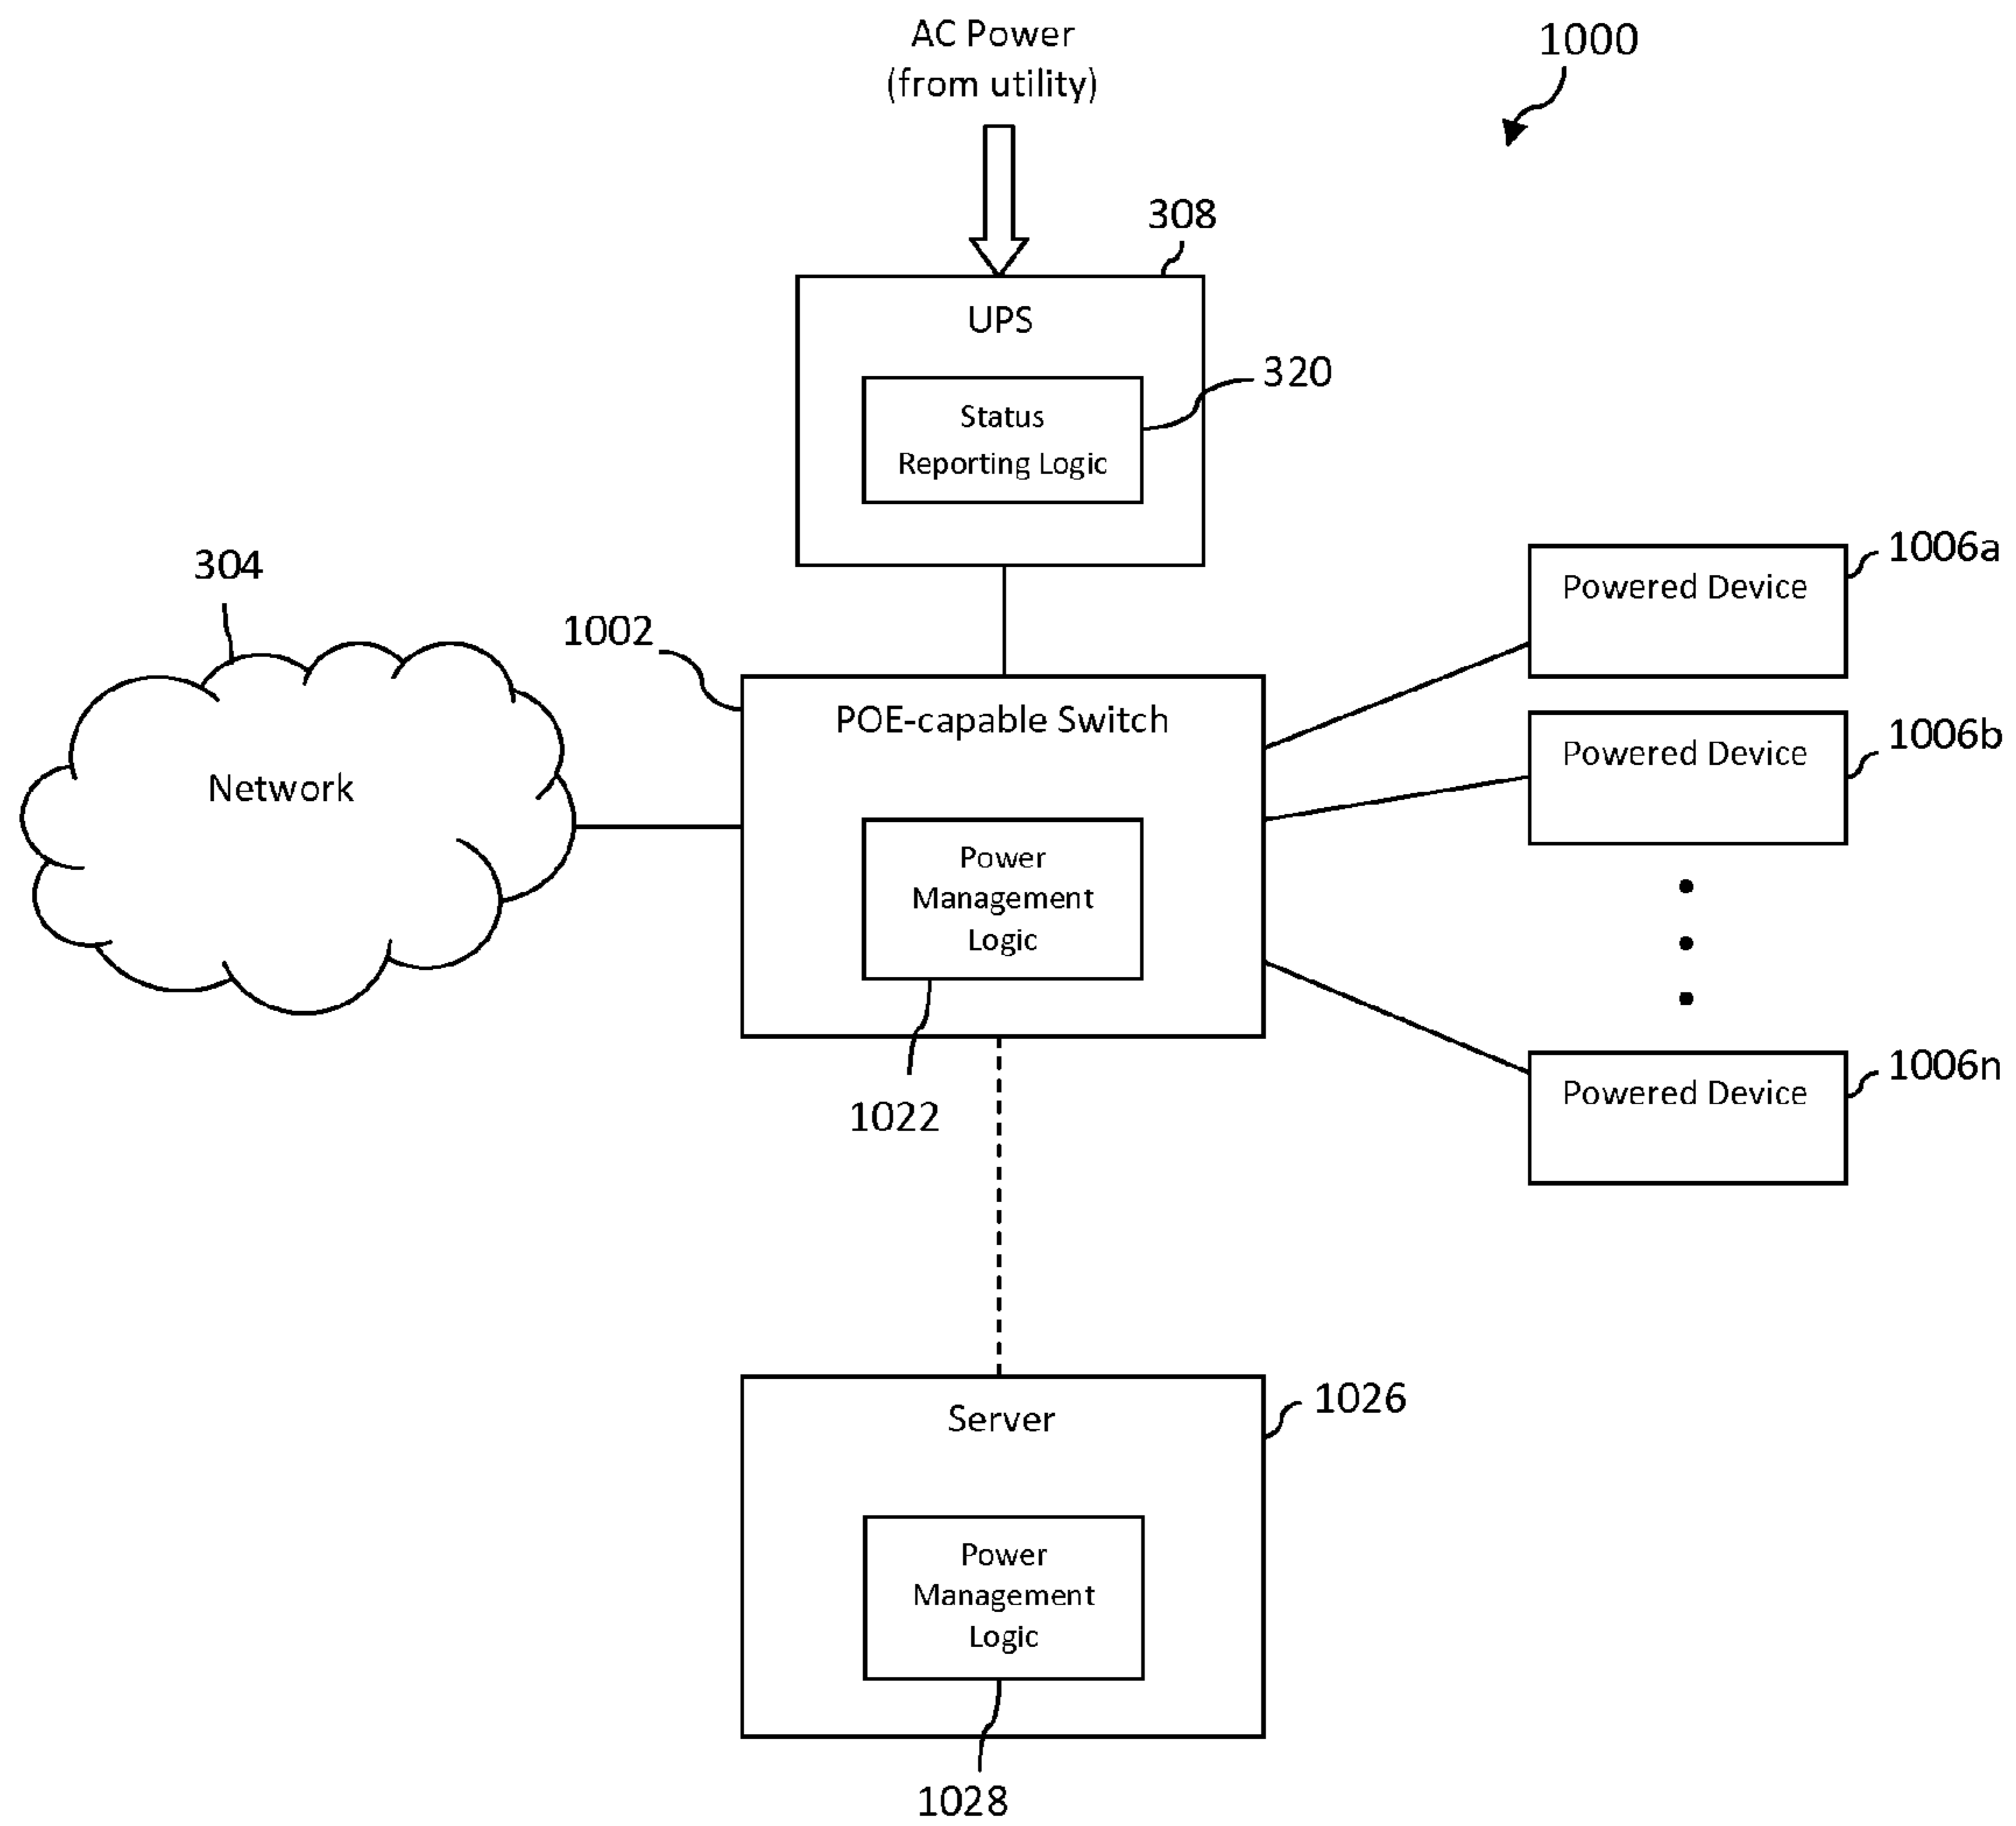 AC Power
(from utility)
1000
308
UPS
320
Status
Reporting Logic
304
1002
1006a
Powered Device
POE-capable Switch
1006b
Powered Device
Network
Power
Management
Logic
1022
1006n
Powered Device
1026
Server
Power
Management
Logic
1028